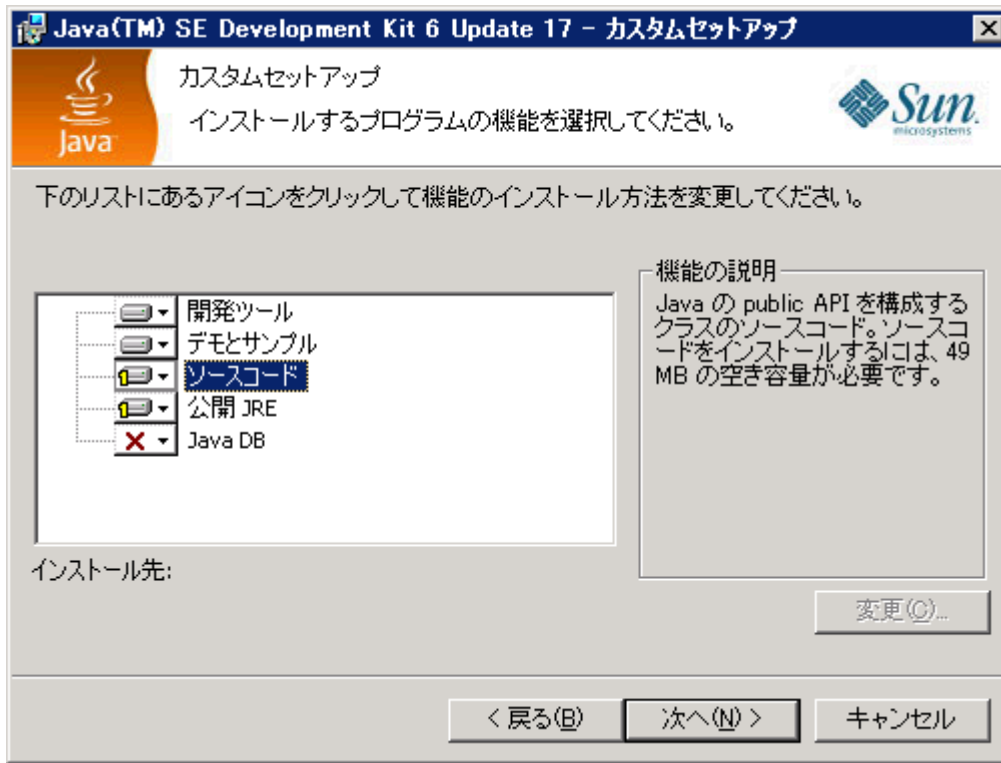 Java(TM) SE Development Kit 6 Update 17 - カスタムセットアップ
カスタムセットアップ
インストールするプログラムの機能を選択してください。
Java
Sun
microsystems
下のリストにあるアイコンをクリックして機能のインストール方法を変更してください。
開発ツール
デモとサンプル
ソースコード
公開 JRE
Java DB
機能の説明
Java の public API を構成する
クラスのソースコード。ソースコ
ードをインストールするには、49
MB の空き容量が必要です。
インストール先:
変更(C)...
< 戻る(B)
次へ(N) >
キャンセル